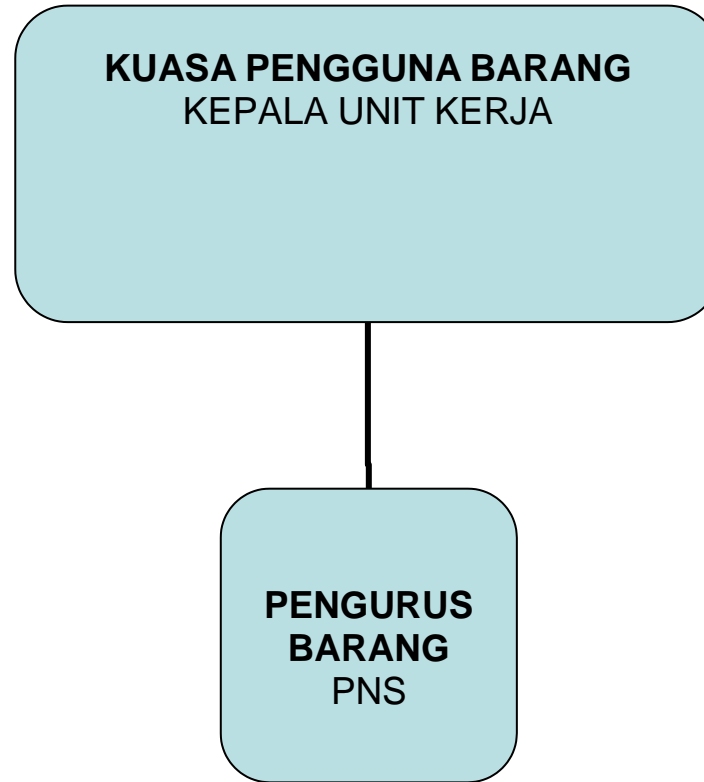 KUASA PENGGUNA BARANG
KEPALA UNIT KERJA
PENGURUS
BARANG
PNS